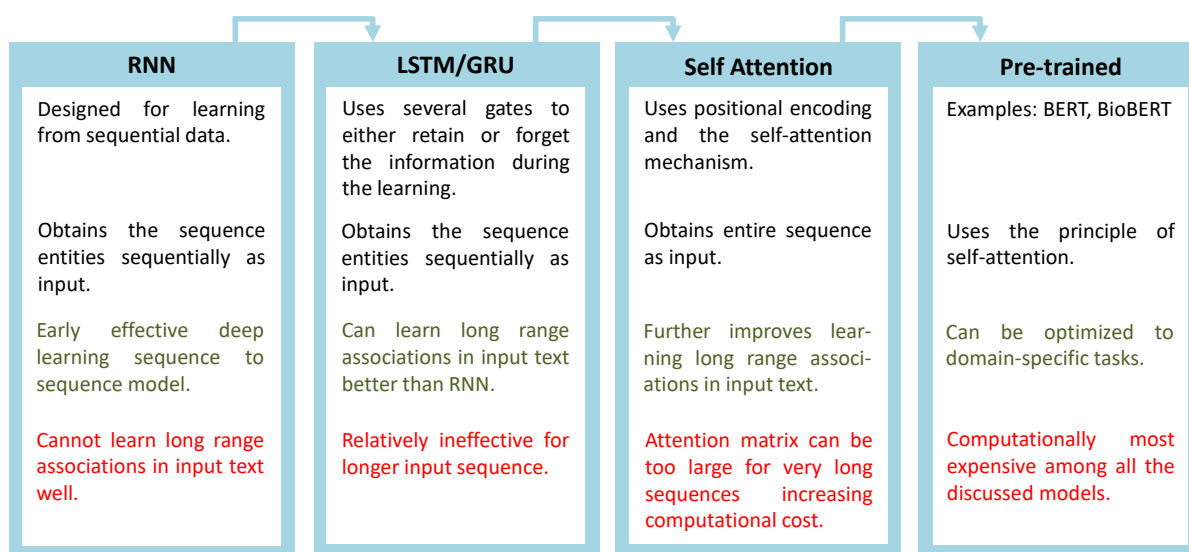 RNN
Designed for learning
from sequential data.
Obtains the sequence
entities sequentially as
input.
Early effective deep
learning sequence to
sequence model.
Cannot learn long range
associations in input text
well.
LSTM/GRU
Uses several gates to
either retain or forget
the information during
the learning.
Obtains the sequence
entities sequentially as
input.
Can learn long range
associations in input text
better than RNN.
Relatively ineffective for
longer input sequence.
Self Attention
Uses positional encoding
and the self-attention
mechanism.
Obtains entire sequence
as input.
Further improves lear-
ning long range associ-
ations in input text.
Attention matrix can be
too large for very long
sequences increasing
computational cost.
Pre-trained
Examples: BERT, BioBERT
Uses the principle of
self-attention.
Can be optimized to
domain-specific tasks.
Computationally most
expensive among all the
discussed models.